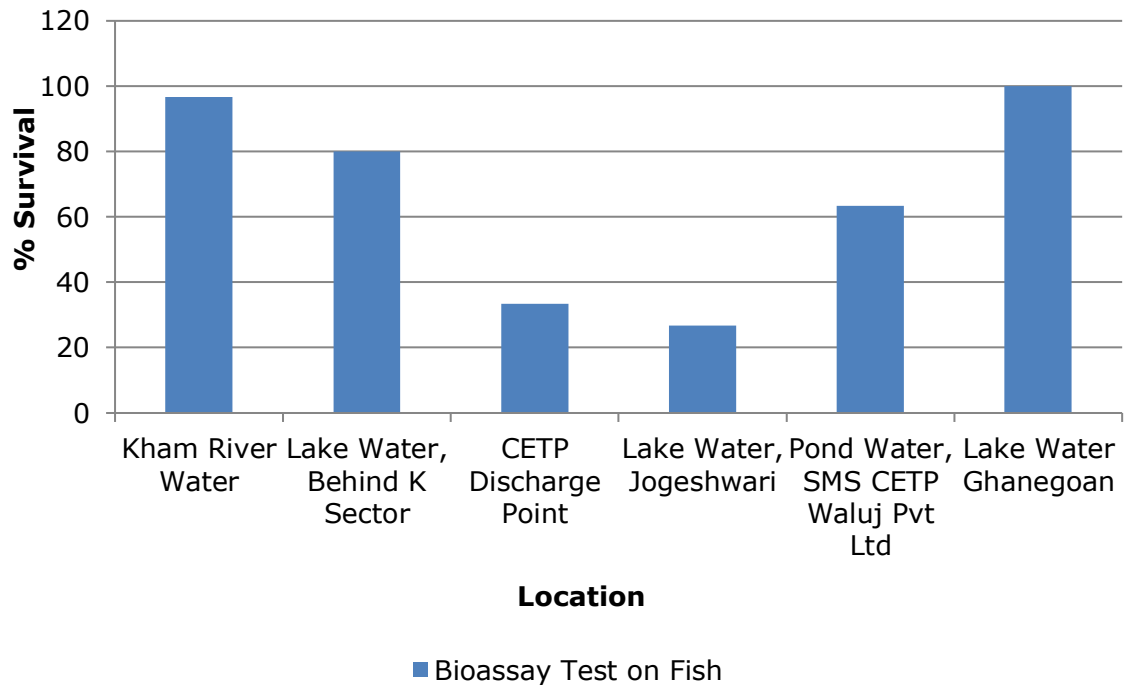 120
100
80
60
40
20
0
% Survival
Kham River
Water
Lake Water,
Behind K
Sector
CETP
Discharge
Point
Lake Water,
Jogeshwari
Pond Water,
SMS CETP
Waluj Pvt
Ltd
Lake Water
Ghanegoan
Location
Bioassay Test on Fish